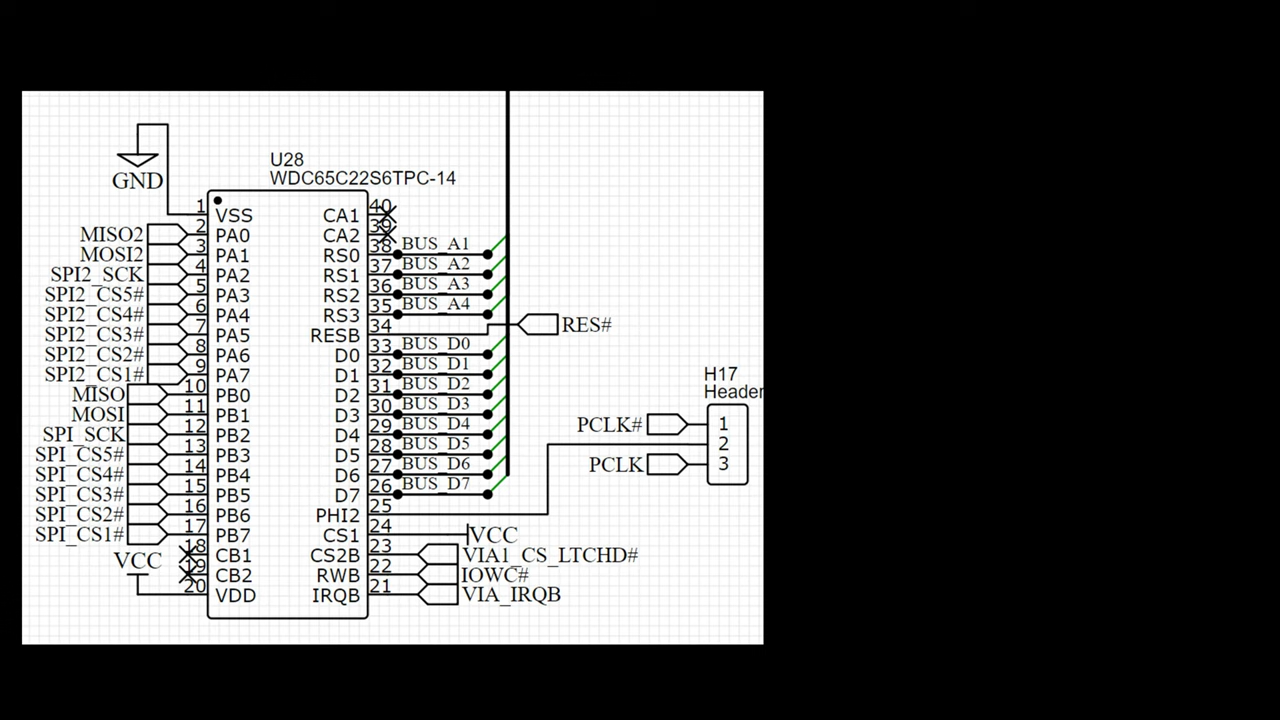 U28
WDC65C22S6TPC-14
GND
1 VSS CA1 40
2 PA0 CA2 39
MISO2
3 PA1 RS0 38 BUS_A1
MOSI2
4 PA2 RS1 37 BUS_A2
SPI2_SCK
5 PA3 RS2 36 BUS_A3
SPI2_CS5#
6 PA4 RS3 35 BUS_A4
SPI2_CS4#
7 PA5 RESB 34 RES#
SPI2_CS3#
8 PA6 D0 33 BUS_D0
SPI2_CS2#
9 PA7 D1 32 BUS_D1
SPI2_CS1#
10 PB0 D2 31 BUS_D2
MISO
11 PB1 D3 30 BUS_D3
MOSI
12 PB2 D4 29 BUS_D4
SPI_SCK
13 PB3 D5 28 BUS_D5
SPI_CS5#
14 PB4 D6 27 BUS_D6
SPI_CS4#
15 PB5 D7 26 BUS_D7
SPI_CS3#
16 PB6 PHI2 25
SPI_CS2#
17 PB7 CS1 24 VCC
SPI_CS1#
18 CB1 CS2B 23 VIA1_CS_LTCHD#
VCC
19 CB2 RWB 22 IOWC#
20 VDD IRQB 21 VIA_IRQB
H17
Header
PCLK# 1
2
PCLK 3